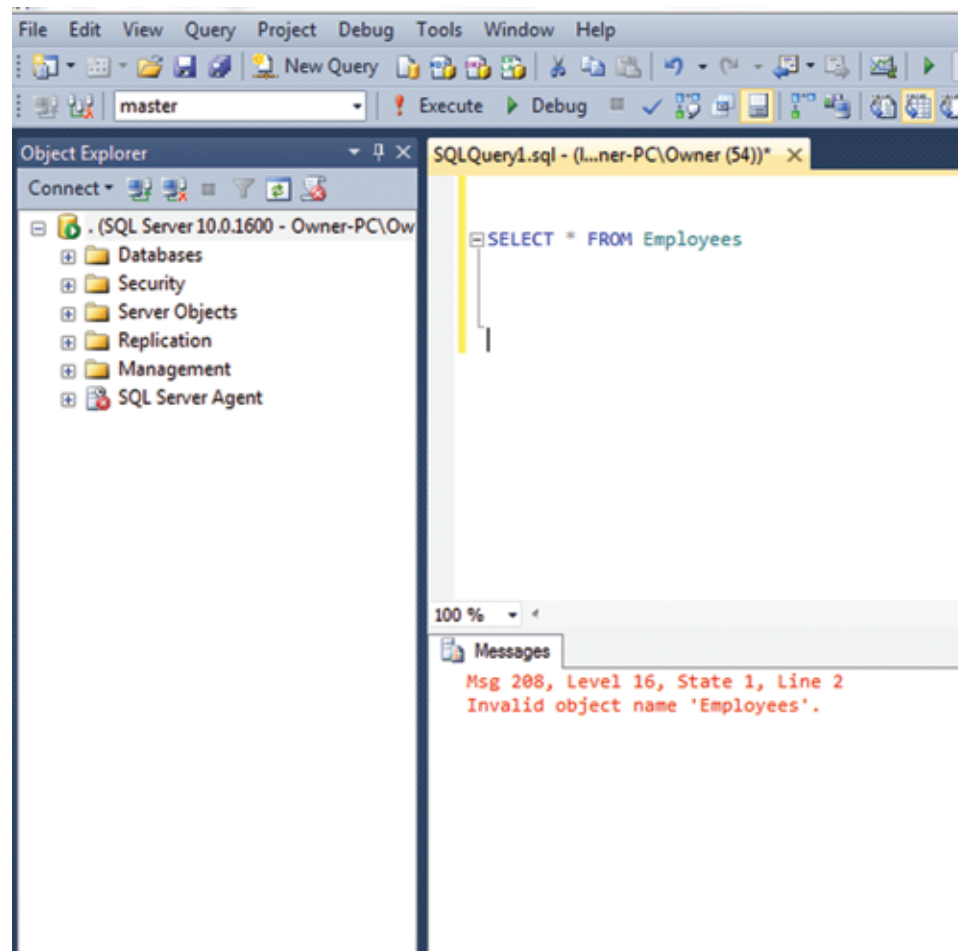 File Edit View Query Project Debug Tools Window Help
New Query
master Execute Debug
Object Explorer
Connect
. (SQL Server 10.0.1600 - Owner-PC\Ow
Databases
Security
Server Objects
Replication
Management
SQL Server Agent
SQLQuery1.sql - (l...ner-PC\Owner (54))*
SELECT * FROM Employees
100 %
Messages
Msg 208, Level 16, State 1, Line 2
Invalid object name 'Employees'.